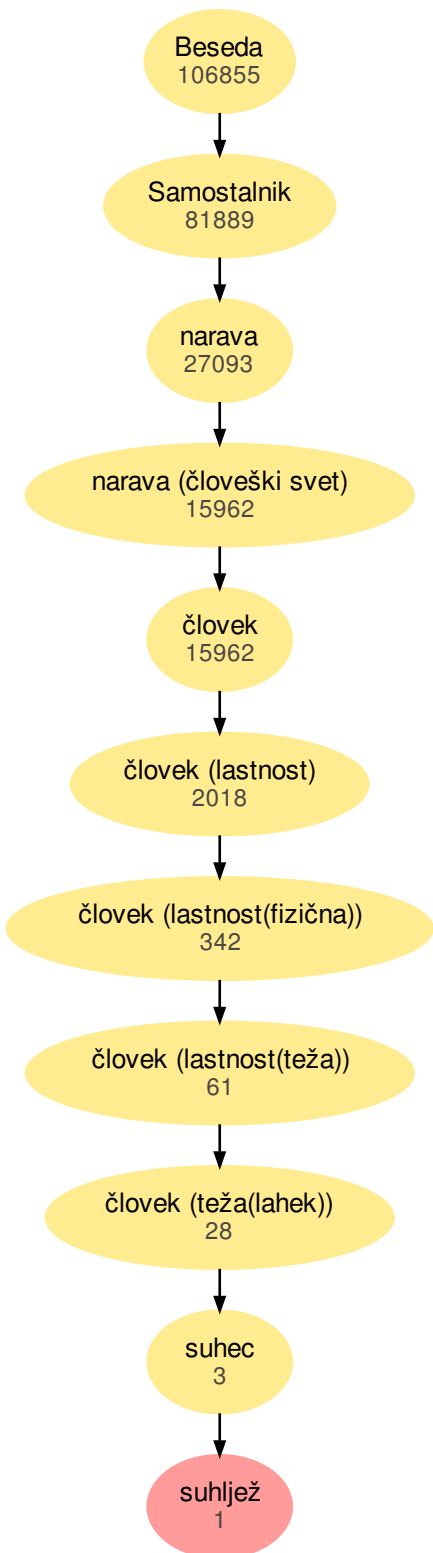 Beseda
106855
Samostalnik
81889
narava
27093
narava (človeški svet)
15962
človek
15962
človek (lastnost)
2018
človek (lastnost(fizična))
342
človek (lastnost(teža))
61
človek (teža(lahek))
28
suhec
3
suhljež
1